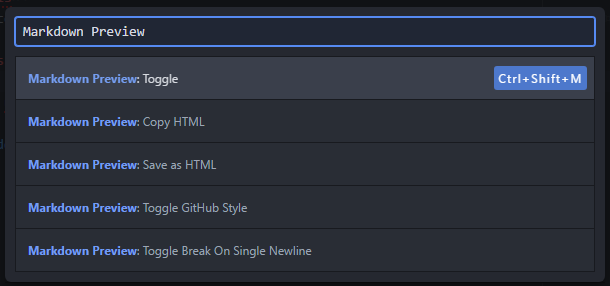 Markdown Preview
Markdown Preview: Toggle Ctrl+Shift+M
Markdown Preview: Copy HTML
Markdown Preview: Save as HTML
Markdown Preview: Toggle GitHub Style
Markdown Preview: Toggle Break On Single Newline